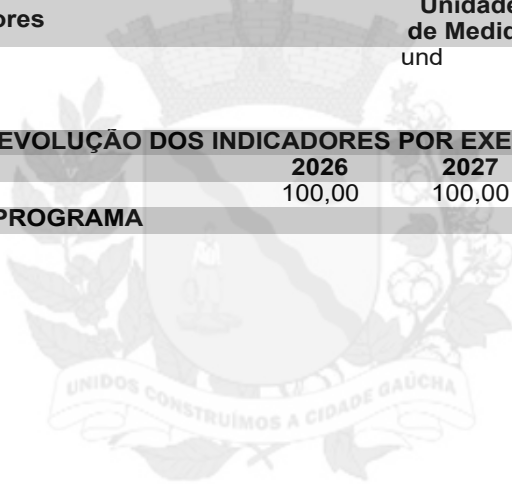 ores
Unidade
de Medid
und
EVOLUÇÃO DOS INDICADORES POR EXE
2026 2027
100,00 100,00
PROGRAMA
UNIDOS CONSTRUÍMOS A CIDADE GAÚCHA